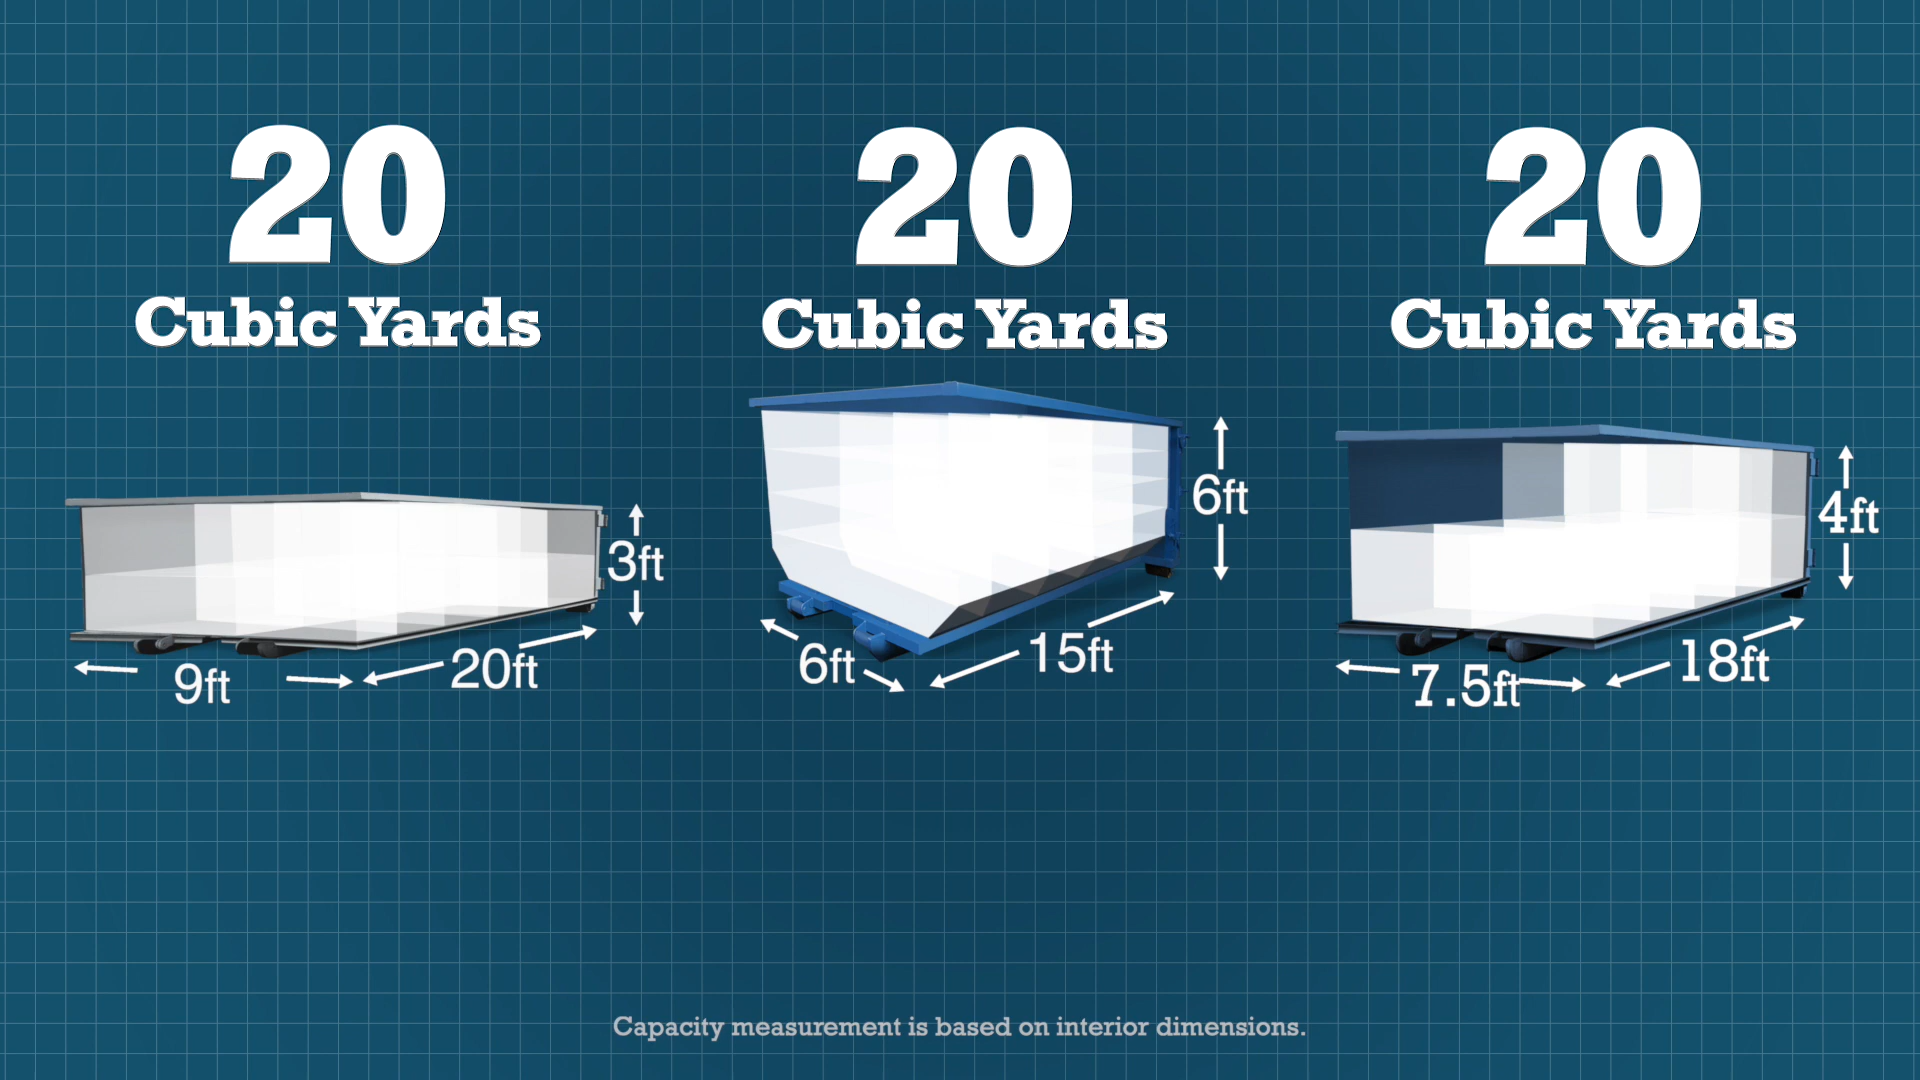 20
Cubic Yards
3ft
9ft
20ft
20
Cubic Yards
6ft
6ft
15ft
20
Cubic Yards
4ft
7.5ft
18ft
Capacity measurement is based on interior dimensions.